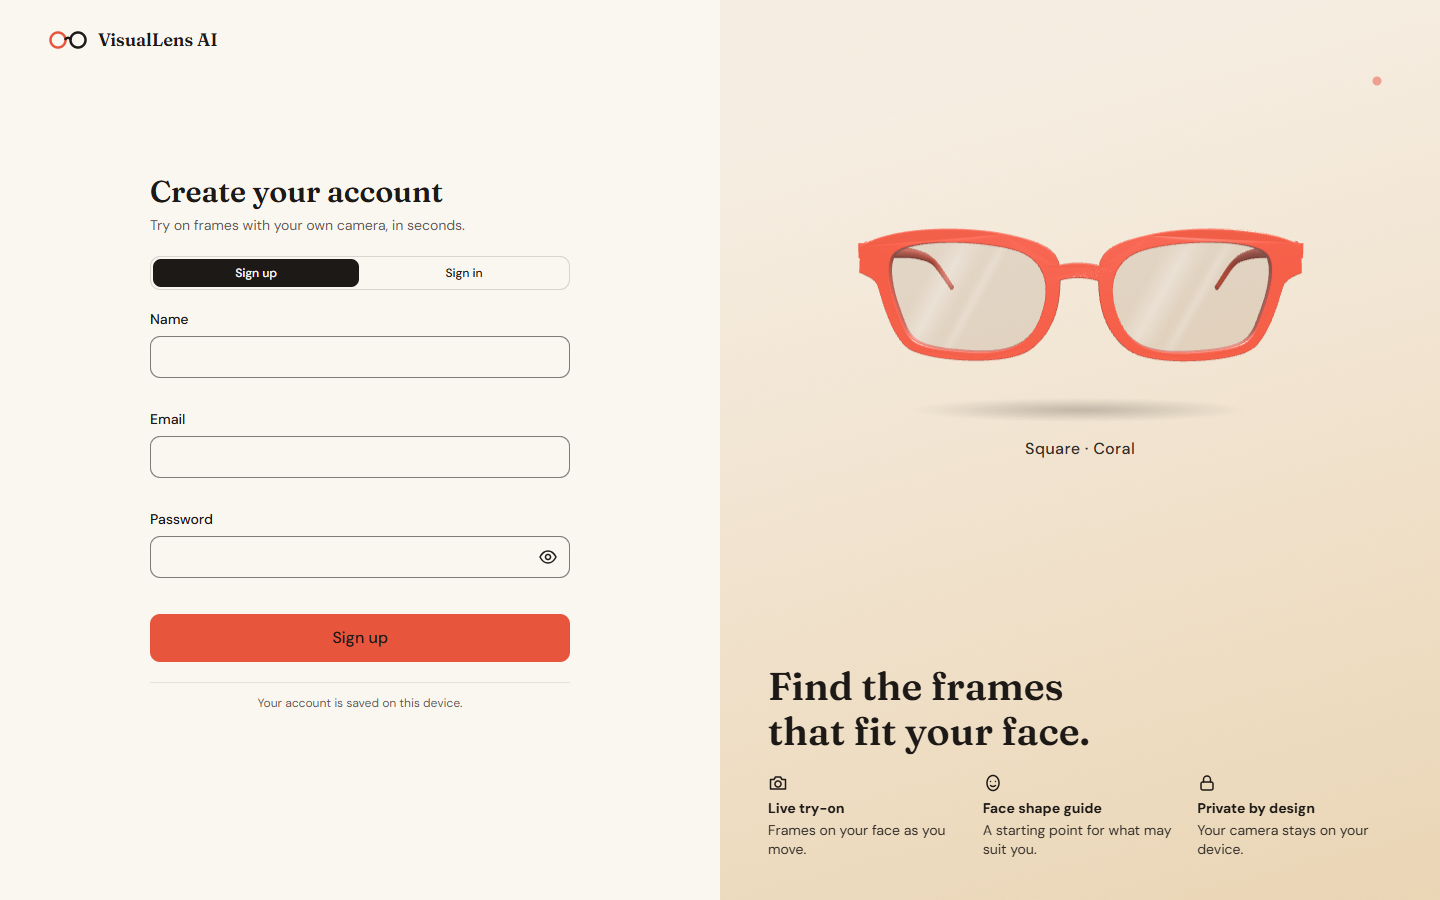 VisualLens AI
Create your account
Try on frames with your own camera, in seconds.
Sign up
Sign in
Name
Email
Password
Sign up
Your account is saved on this device.
Square · Coral
Find the frames
that fit your face.
Live try-on
Frames on your face as you
move.
Face shape guide
A starting point for what may
suit you.
Private by design
Your camera stays on your
device.